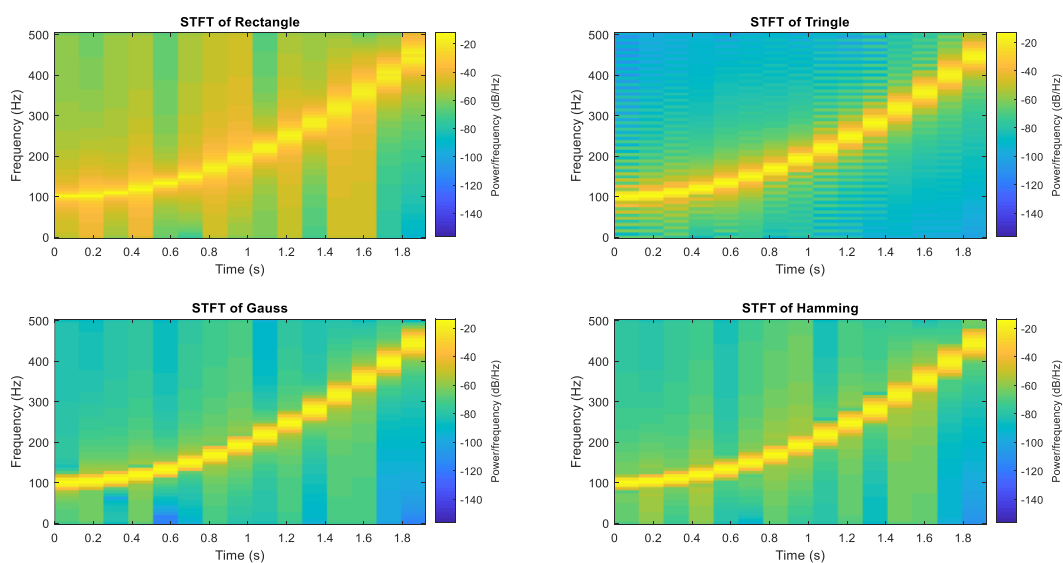 STFT of Rectangle
500
400
300
200
100
0
Frequency (Hz)
0 0.2 0.4 0.6 0.8 1 1.2 1.4 1.6 1.8
Time (s)
-20
-40
-60
-80
-100
-120
-140
Power/frequency (dB/Hz)
STFT of Tringle
500
400
300
200
100
0
Frequency (Hz)
0 0.2 0.4 0.6 0.8 1 1.2 1.4 1.6 1.8
Time (s)
-20
-40
-60
-80
-100
-120
-140
Power/frequency (dB/Hz)
STFT of Gauss
500
400
300
200
100
0
Frequency (Hz)
0 0.2 0.4 0.6 0.8 1 1.2 1.4 1.6 1.8
Time (s)
-20
-40
-60
-80
-100
-120
-140
Power/frequency (dB/Hz)
STFT of Hamming
500
400
300
200
100
0
Frequency (Hz)
0 0.2 0.4 0.6 0.8 1 1.2 1.4 1.6 1.8
Time (s)
-20
-40
-60
-80
-100
-120
-140
Power/frequency (dB/Hz)